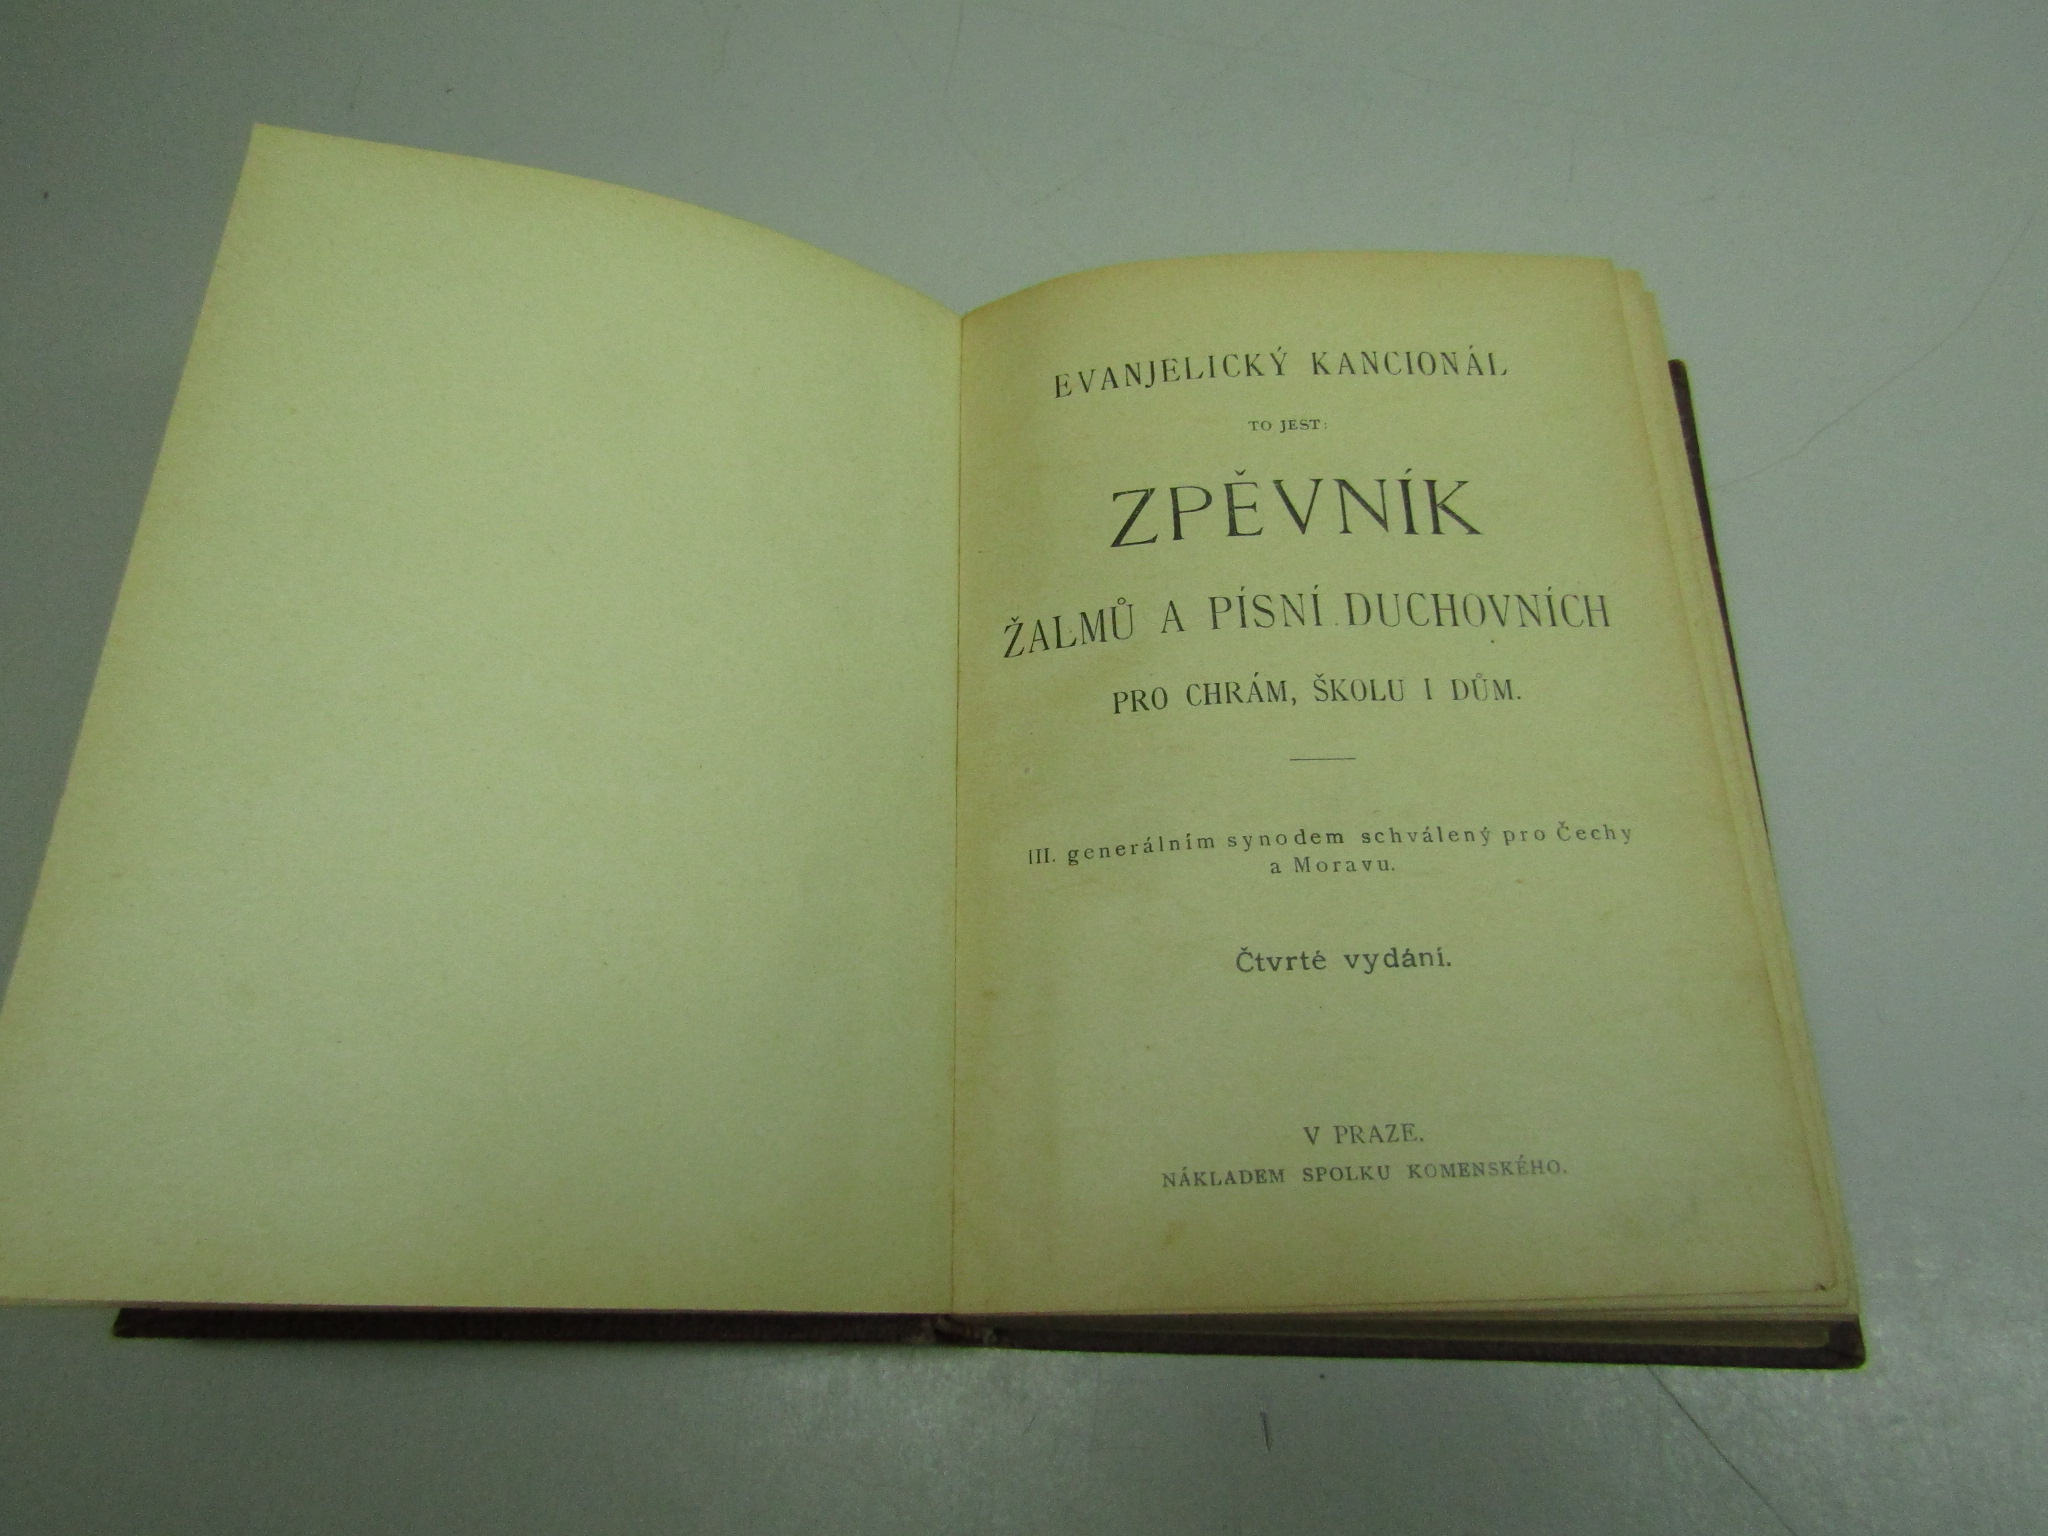 EVANJELICKÝ KANCIONÁL
TO JEST:
ZPĚVNÍK
ŽALMŮ A PÍSNÍ DUCHOVNÍCH
PRO CHRÁM, ŠKOLU I DŮM.
III. generálním synodem schválený pro Čechy
a Moravu.
Čtvrté vydání.
V PRAZE.
NÁKLADEM SPOLKU KOMENSKÉHO.